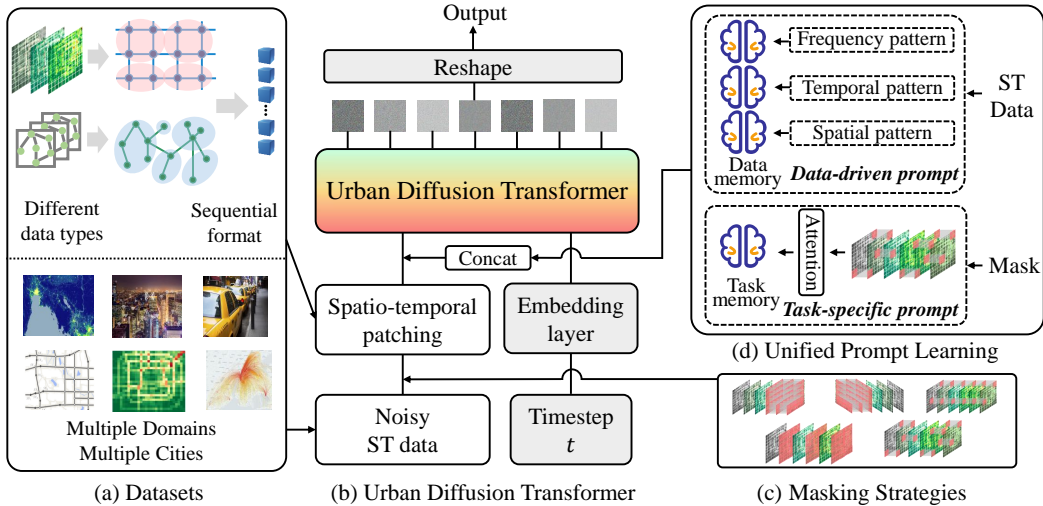 Different
data types
Sequential
format
Multiple Domains
Multiple Cities
(a) Datasets
Output
Reshape
Urban Diffusion Transformer
Concat
Spatio-temporal
patching
Embedding
layer
Noisy
ST data
Timestep
t
(b) Urban Diffusion Transformer
Frequency pattern
Temporal pattern
Spatial pattern
Data
memory
Data-driven prompt
ST
Data
Attention
Task
memory
Task-specific prompt
Mask
(d) Unified Prompt Learning
(c) Masking Strategies